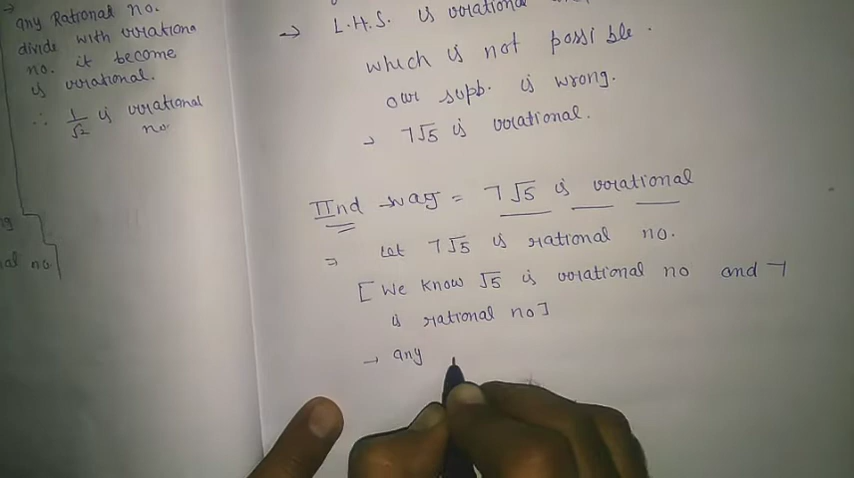 any Rational no.
divide with irrational
no. it become
is irrational.
∴ 1/√2 is irrational
no.
al no
→ L.H.S. is irrational
which is not possible.
our supp. is wrong.
→ 7√5 is irrational.
IInd way = 7√5 is irrational
⇒ Let 7√5 is rational no.
[We know √5 is irrational no and 7
is rational no]
→ any